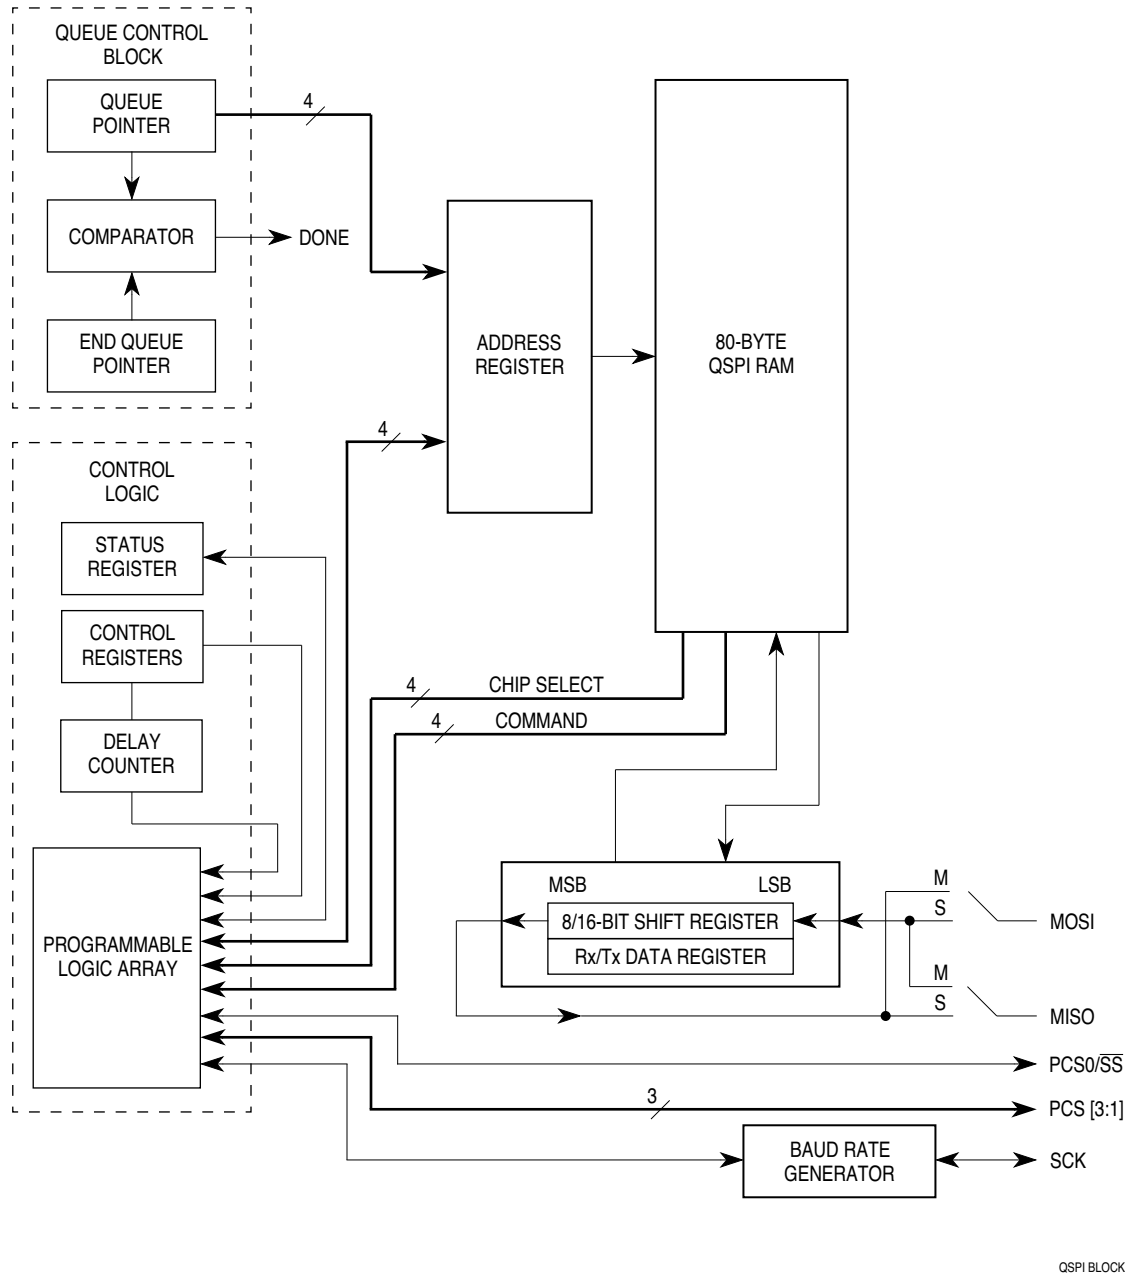 QUEUE CONTROL
BLOCK
QUEUE
POINTER
4
COMPARATOR
DONE
END QUEUE
POINTER
ADDRESS
REGISTER
80-BYTE
QSPI RAM
4
CONTROL
LOGIC
STATUS
REGISTER
CONTROL
REGISTERS
DELAY
COUNTER
4
CHIP SELECT
4
COMMAND
PROGRAMMABLE
LOGIC ARRAY
MSB
LSB
8/16-BIT SHIFT REGISTER
Rx/Tx DATA REGISTER
M
S
MOSI
M
S
MISO
PCS0/S̅S̅
3
PCS [3:1]
BAUD RATE
GENERATOR
SCK
QSPI BLOCK